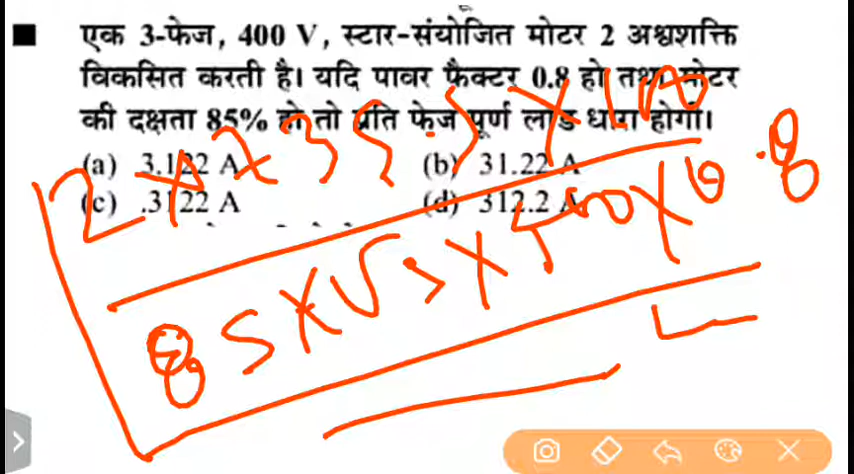 एक 3-फेज, 400 V, स्टार-संयोजित मोटर 2 अश्वशक्ति
विकसित करती है। यदि पावर फैक्टर 0.8 हो तथा मोटर
की दक्षता 85% हो तो प्रति फेज पूर्ण लोड धारा होगी।
(a) 3.122 A (b) 31.22 A
(c) .3122 A (d) 312.2 A
2 × 735.5 × 100
85 × √3 × 400 × 0.8